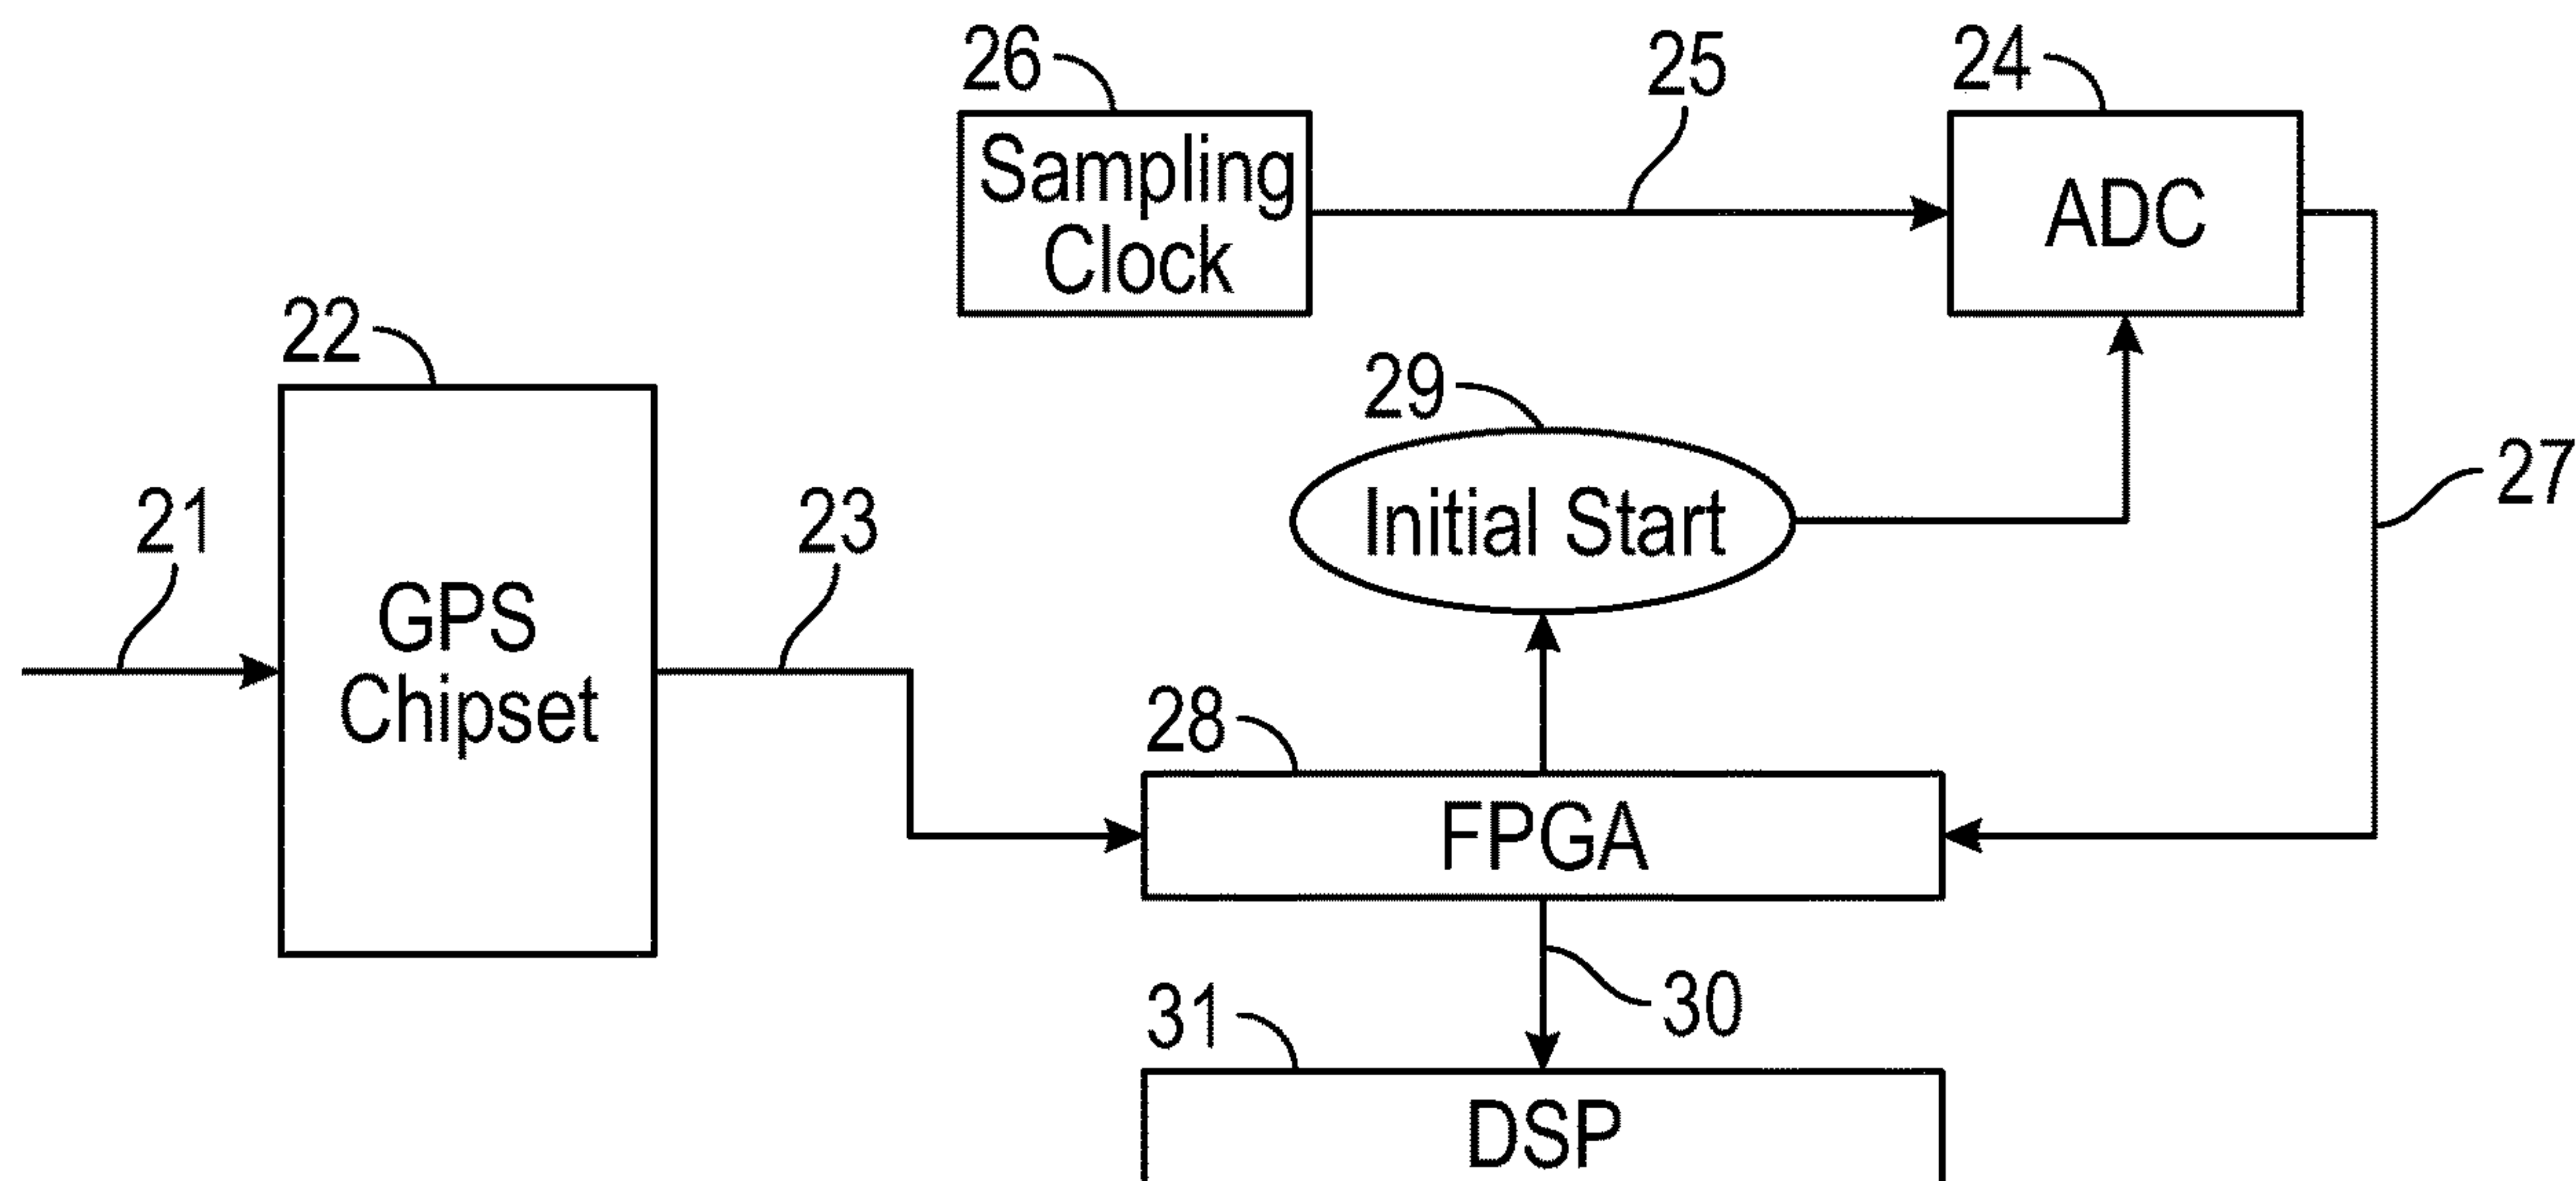 26
25
24
Sampling
Clock
ADC
22
29
27
21
23
Initial Start
GPS
Chipset
28
FPGA
31
30
DSP